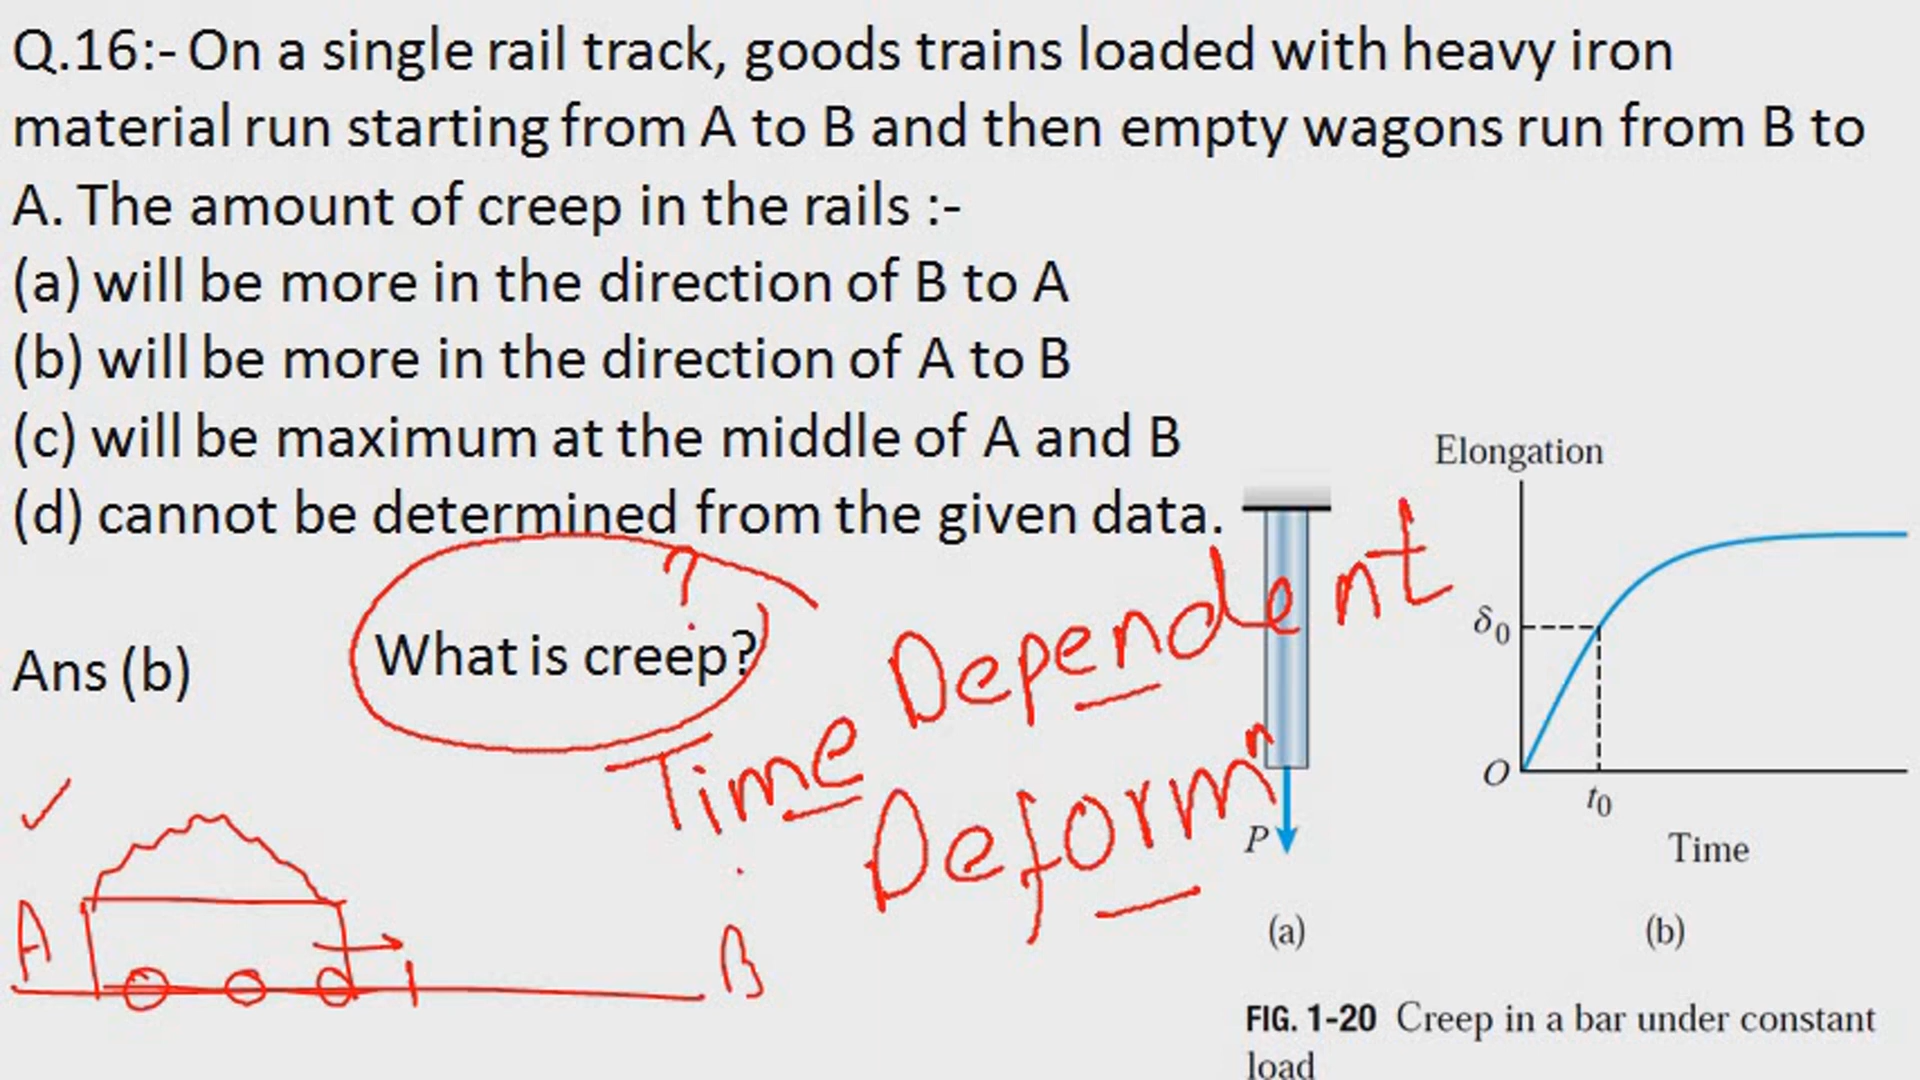 Q.16:- On a single rail track, goods trains loaded with heavy iron
material run starting from A to B and then empty wagons run from B to
A. The amount of creep in the rails :-
(a) will be more in the direction of B to A
(b) will be more in the direction of A to B
(c) will be maximum at the middle of A and B
(d) cannot be determined from the given data.
Ans (b)
What is creep?
?
Time Dependent
Deformn
A
B
Elongation
δ0
O
t0
Time
P
(a)
(b)
FIG. 1-20 Creep in a bar under constant
load